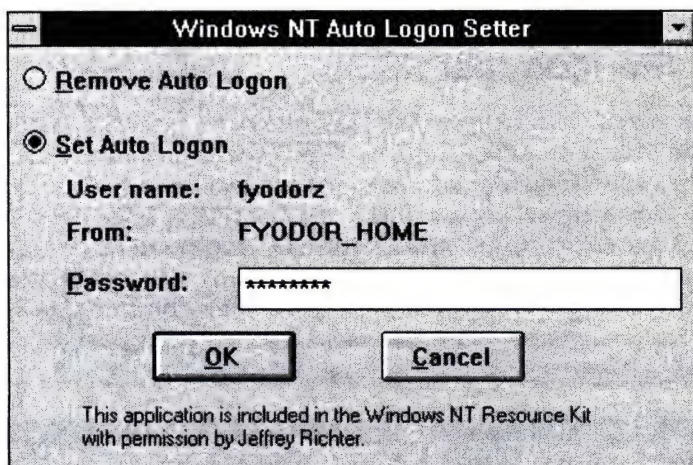 Windows NT Auto Logon Setter
Remove Auto Logon
Set Auto Logon
User name: fyodorz
From: FYODOR_HOME
Password: ********
OK Cancel
This application is included in the Windows NT Resource Kit
with permission by Jeffrey Richter.